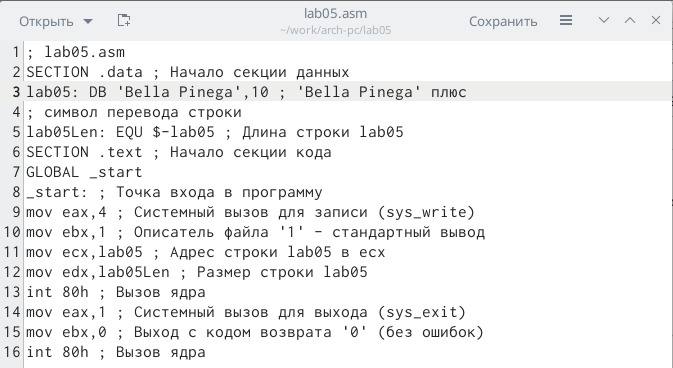 Открыть
lab05.asm
~/work/arch-pc/lab05
Сохранить
1 ; lab05.asm
2 SECTION .data ; Начало секции данных
3 lab05: DB 'Bella Pinega',10 ; 'Bella Pinega' плюс
4 ; символ перевода строки
5 lab05Len: EQU $-lab05 ; Длина строки lab05
6 SECTION .text ; Начало секции кода
7 GLOBAL _start
8 _start: ; Точка входа в программу
9 mov eax,4 ; Системный вызов для записи (sys_write)
10 mov ebx,1 ; Описатель файла '1' - стандартный вывод
11 mov ecx,lab05 ; Адрес строки lab05 в ecx
12 mov edx,lab05Len ; Размер строки lab05
13 int 80h ; Вызов ядра
14 mov eax,1 ; Системный вызов для выхода (sys_exit)
15 mov ebx,0 ; Выход с кодом возврата '0' (без ошибок)
16 int 80h ; Вызов ядра